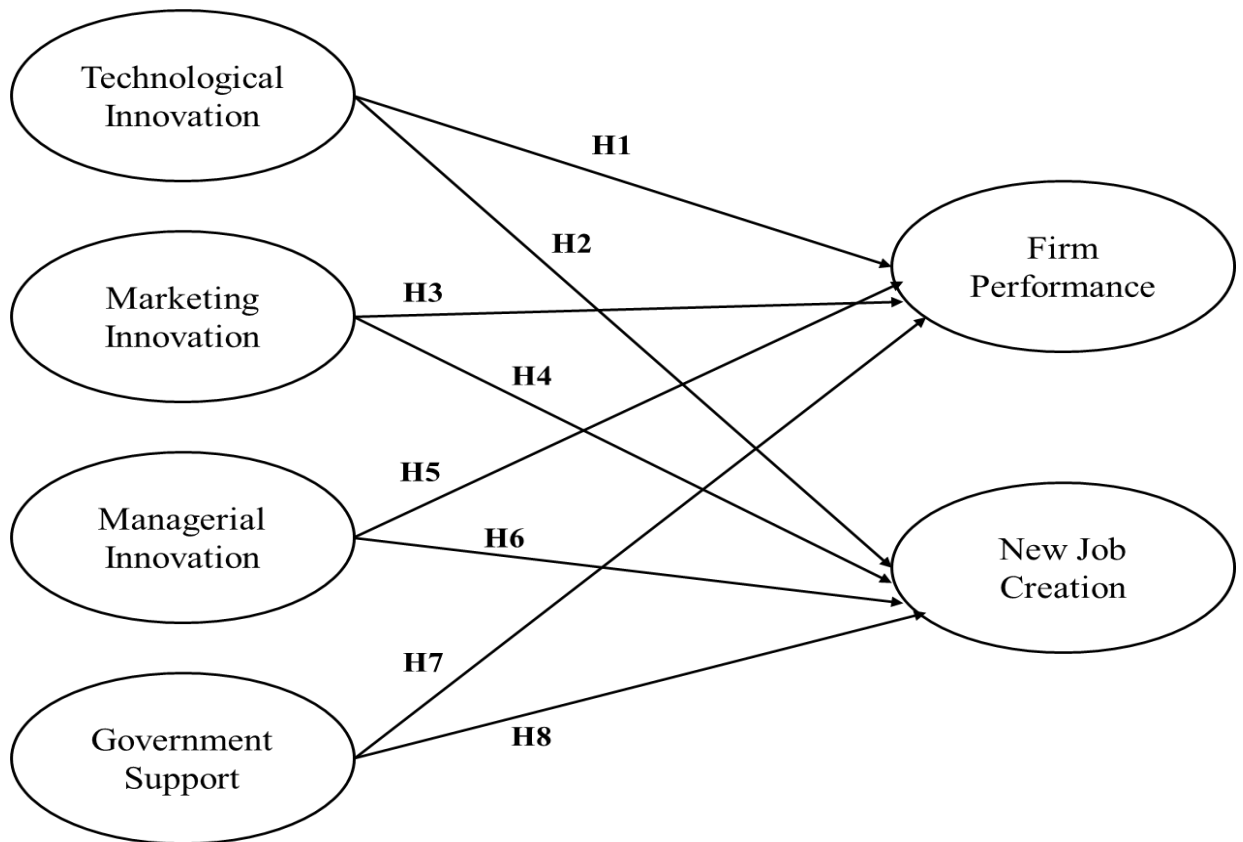 Technological
Innovation
H1
H2
Firm
Performance
Marketing
Innovation
H3
H4
Managerial
Innovation
H5
H6
New Job
Creation
Government
Support
H7
H8